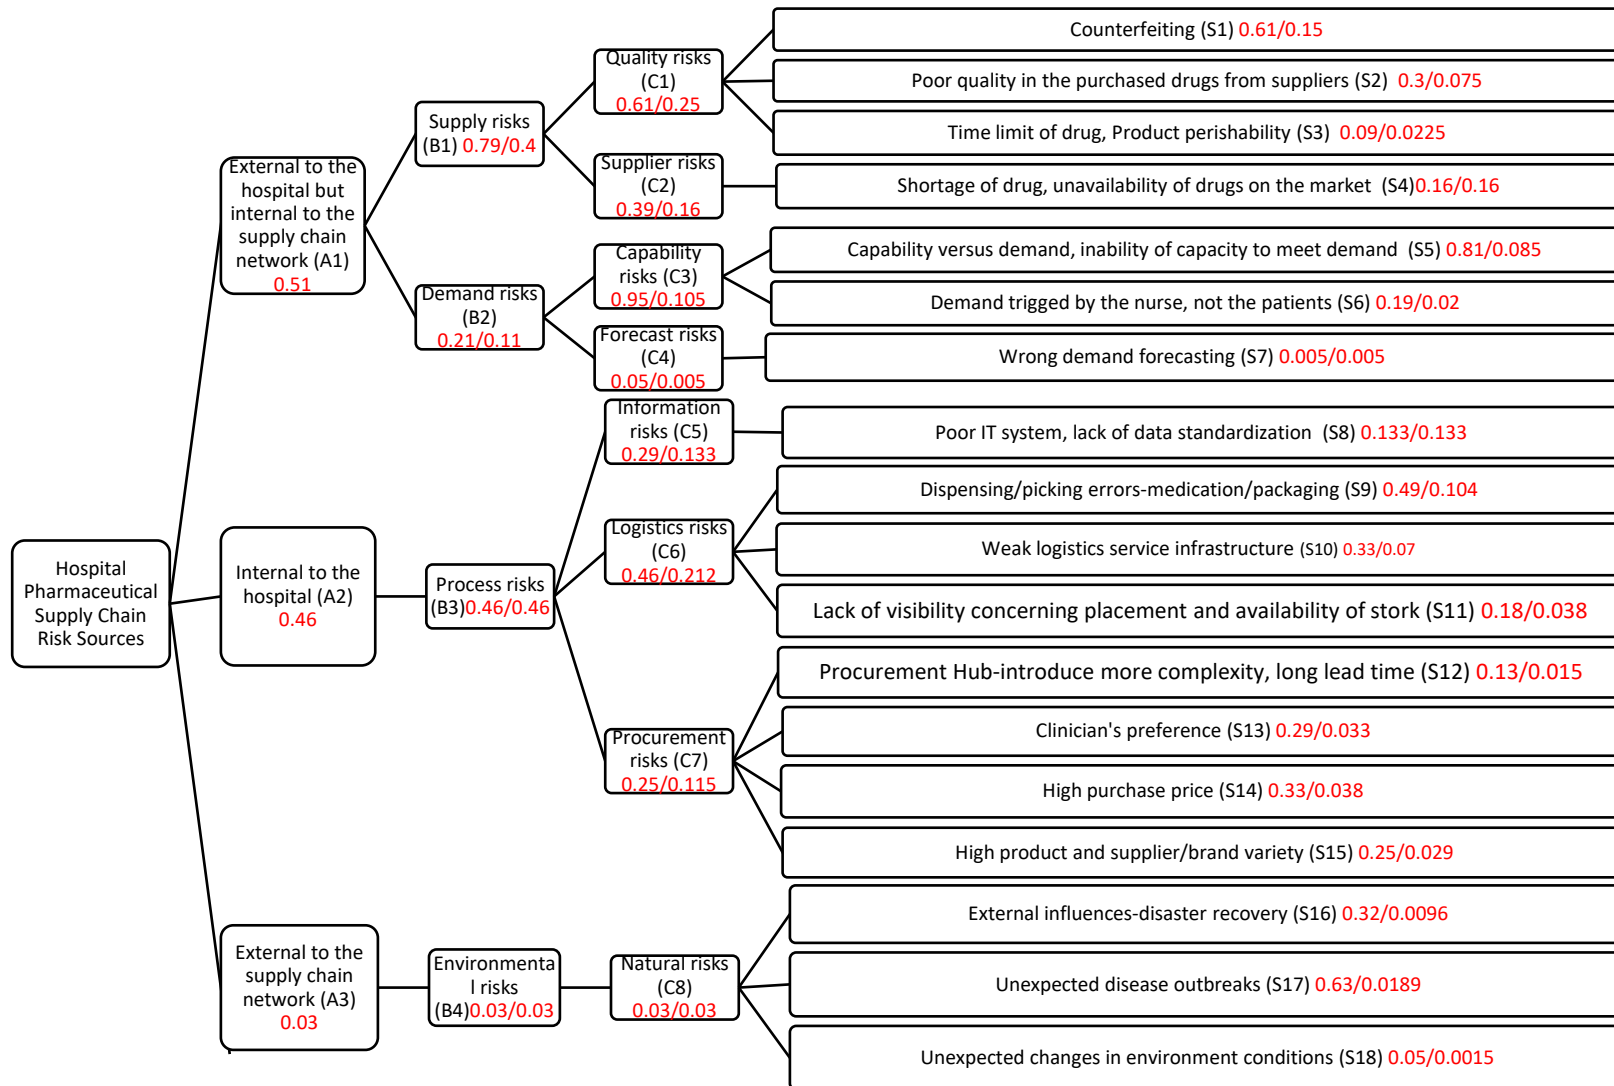 Hospital
Pharmaceutical
Supply Chain
Risk Sources
External to the
hospital but
internal to the
supply chain
network (A1)
0.51
Supply risks
(B1) 0.79/0.4
Quality risks
(C1)
0.61/0.25
Counterfeiting (S1) 0.61/0.15
Poor quality in the purchased drugs from suppliers (S2) 0.3/0.075
Time limit of drug, Product perishability (S3) 0.09/0.0225
Supplier risks
(C2)
0.39/0.16
Shortage of drug, unavailability of drugs on the market (S4)0.16/0.16
Demand risks
(B2)
0.21/0.11
Capability
risks (C3)
0.95/0.105
Capability versus demand, inability of capacity to meet demand (S5) 0.81/0.085
Demand trigged by the nurse, not the patients (S6) 0.19/0.02
Forecast risks
(C4)
0.05/0.005
Wrong demand forecasting (S7) 0.005/0.005
Internal to the
hospital (A2)
0.46
Process risks
(B3)0.46/0.46
Information
risks (C5)
0.29/0.133
Poor IT system, lack of data standardization (S8) 0.133/0.133
Logistics risks
(C6)
0.46/0.212
Dispensing/picking errors-medication/packaging (S9) 0.49/0.104
Weak logistics service infrastructure (S10) 0.33/0.07
Lack of visibility concerning placement and availability of stork (S11) 0.18/0.038
Procurement
risks (C7)
0.25/0.115
Procurement Hub-introduce more complexity, long lead time (S12) 0.13/0.015
Clinician's preference (S13) 0.29/0.033
High purchase price (S14) 0.33/0.038
High product and supplier/brand variety (S15) 0.25/0.029
External to the
supply chain
network (A3)
0.03
Environmenta
l risks
(B4)0.03/0.03
Natural risks
(C8)
0.03/0.03
External influences-disaster recovery (S16) 0.32/0.0096
Unexpected disease outbreaks (S17) 0.63/0.0189
Unexpected changes in environment conditions (S18) 0.05/0.0015